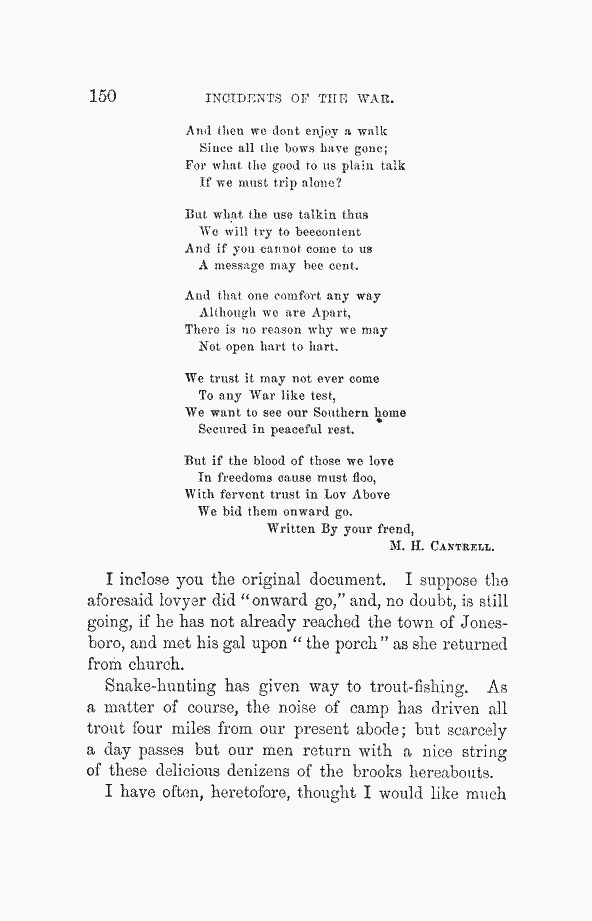 150 INCIDENTS OF THE WAR.
And then we dont enjoy a walk
Since all the bows have gone;
For what the good to us plain talk
If we must trip alone?
But what the use talkin thus
We will try to beecontent
And if you cannot come to us
A message may bee cent.
And that one comfort any way
Although we are Apart,
There is no reason why we may
Not open hart to hart.
We trust it may not ever come
To any War like test,
We want to see our Southern home
Secured in peaceful rest.
But if the blood of those we love
In freedoms cause must floo,
With fervent trust in Lov Above
We bid them onward go.
Written By your frend,
M. H. CANTRELL.
I inclose you the original document. I suppose the
aforesaid lovyer did "onward go," and, no doubt, is still
going, if he has not already reached the town of Jones-
boro, and met his gal upon "the porch" as she returned
from church.
Snake-hunting has given way to trout-fishing. As
a matter of course, the noise of camp has driven all
trout four miles from our present abode; but scarcely
a day passes but our men return with a nice string
of these delicious denizens of the brooks hereabouts.
I have often, heretofore, thought I would like much